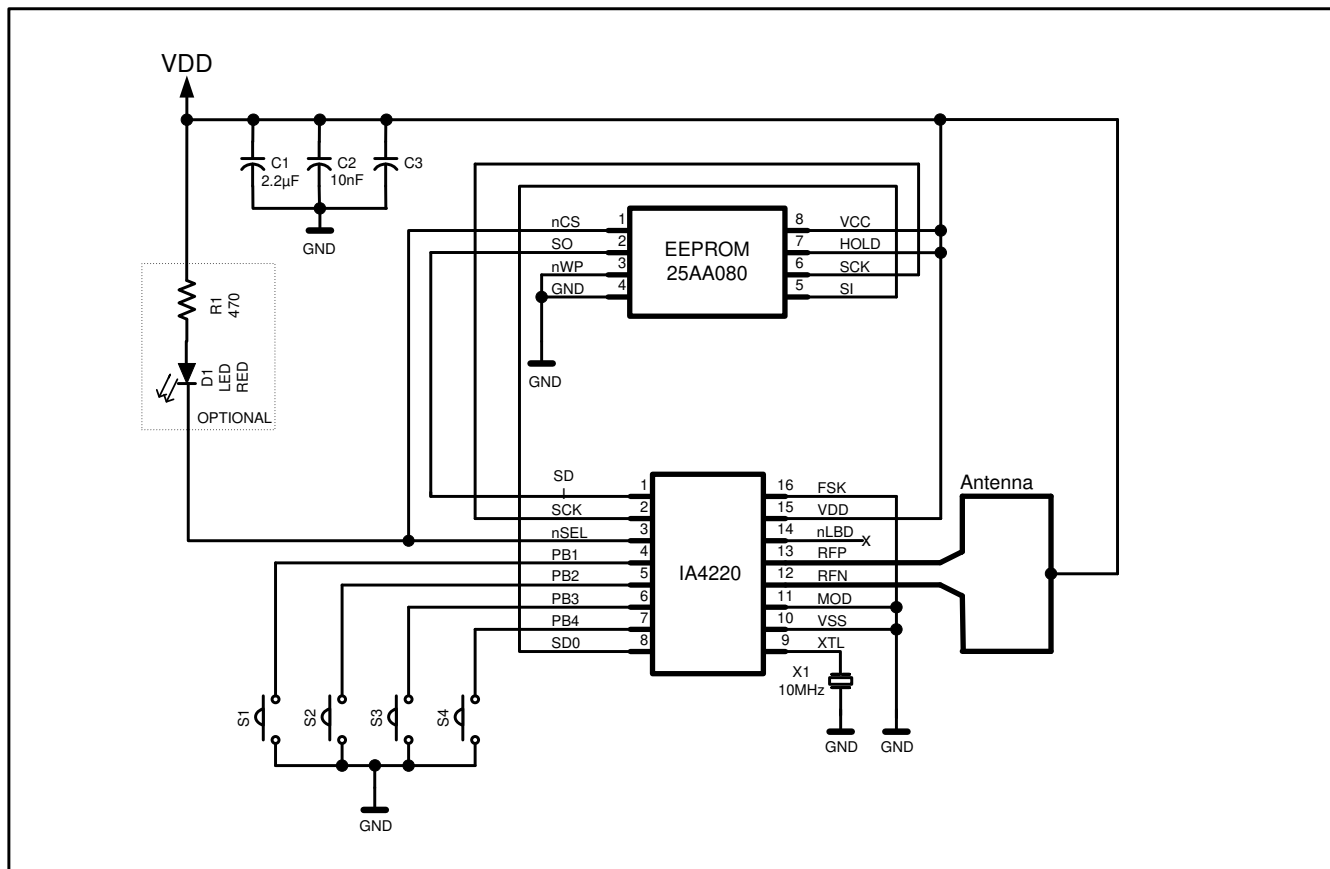 VDD
C1
2.2µF
C2
10nF
C3
GND
R1
470
D1
LED
RED
OPTIONAL
nCS
SO
nWP
GND
1
2
3
4
EEPROM
25AA080
8
7
6
5
VCC
HOLD
SCK
SI
GND
SD
SCK
nSEL
PB1
PB2
PB3
PB4
SD0
1
2
3
4
5
6
7
8
IA4220
16
15
14
13
12
11
10
9
FSK
VDD
nLBD
X
RFP
RFN
MOD
VSS
XTL
Antenna
X1
10MHz
GND
GND
S1
S2
S3
S4
GND